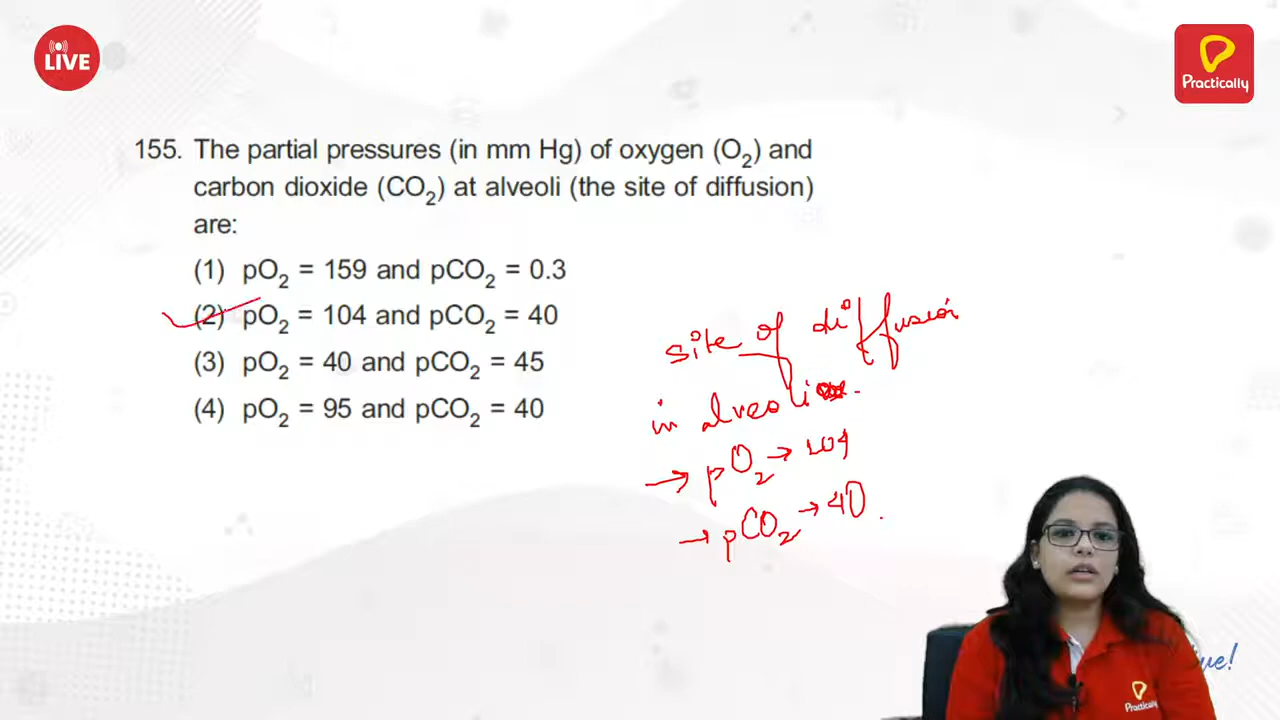 LIVE
Practically
155. The partial pressures (in mm Hg) of oxygen (O₂) and
carbon dioxide (CO₂) at alveoli (the site of diffusion)
are:
(1) pO₂ = 159 and pCO₂ = 0.3
(2) pO₂ = 104 and pCO₂ = 40
(3) pO₂ = 40 and pCO₂ = 45
(4) pO₂ = 95 and pCO₂ = 40
site of diffusion
in alveoli
→ pO₂ → 104
→ pCO₂ → 40.
Practically